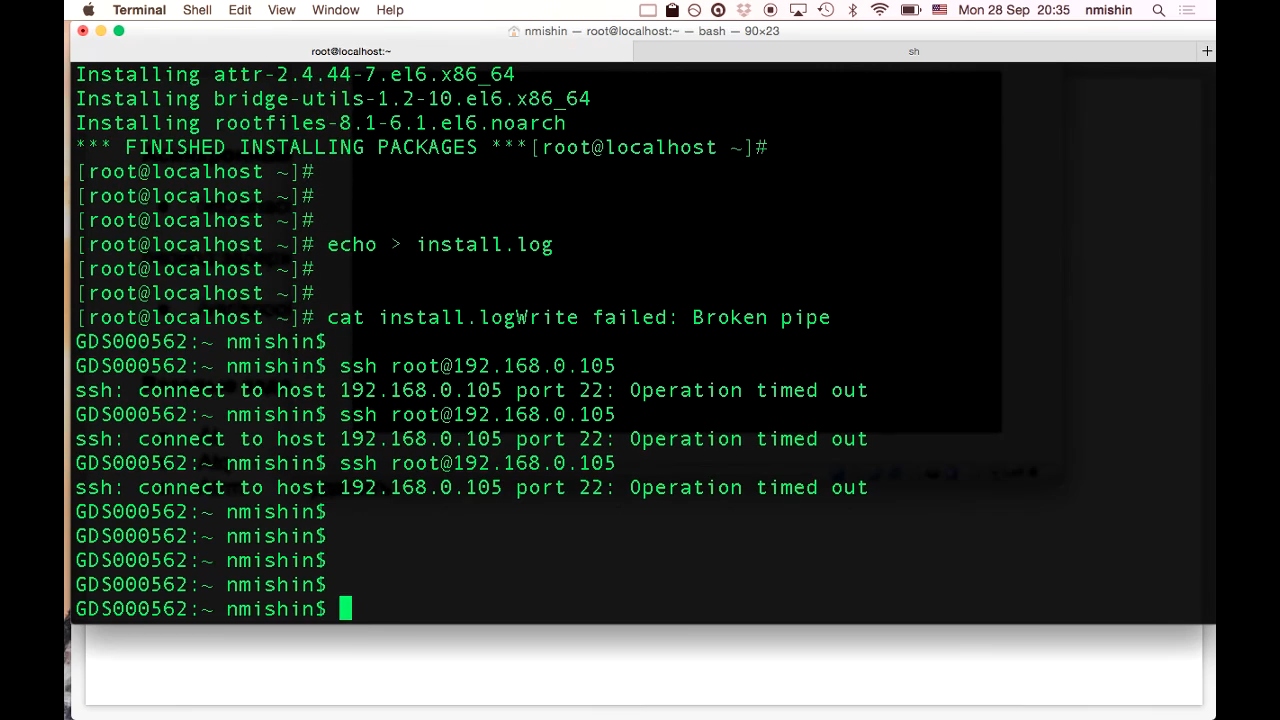 Terminal Shell Edit View Window Help Mon 28 Sep 20:35 nmishin
nmishin — root@localhost:~ — bash — 90×23
root@localhost:~ sh +
Installing attr-2.4.44-7.el6.x86_64
Installing bridge-utils-1.2-10.el6.x86_64
Installing rootfiles-8.1-6.1.el6.noarch
*** FINISHED INSTALLING PACKAGES ***[root@localhost ~]#
[root@localhost ~]#
[root@localhost ~]#
[root@localhost ~]#
[root@localhost ~]# echo > install.log
[root@localhost ~]#
[root@localhost ~]#
[root@localhost ~]# cat install.logWrite failed: Broken pipe
GDS000562:~ nmishin$
GDS000562:~ nmishin$ ssh root@192.168.0.105
ssh: connect to host 192.168.0.105 port 22: Operation timed out
GDS000562:~ nmishin$ ssh root@192.168.0.105
ssh: connect to host 192.168.0.105 port 22: Operation timed out
GDS000562:~ nmishin$ ssh root@192.168.0.105
ssh: connect to host 192.168.0.105 port 22: Operation timed out
GDS000562:~ nmishin$
GDS000562:~ nmishin$
GDS000562:~ nmishin$
GDS000562:~ nmishin$
GDS000562:~ nmishin$